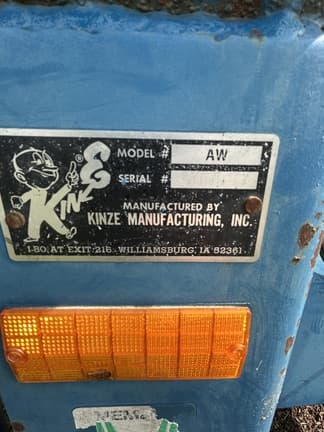 KINZE ®
MODEL # AW
SERIAL #
MANUFACTURED BY
KINZE MANUFACTURING, INC.
I-80, AT EXIT 216 - WILLIAMSBURG, IA 52361